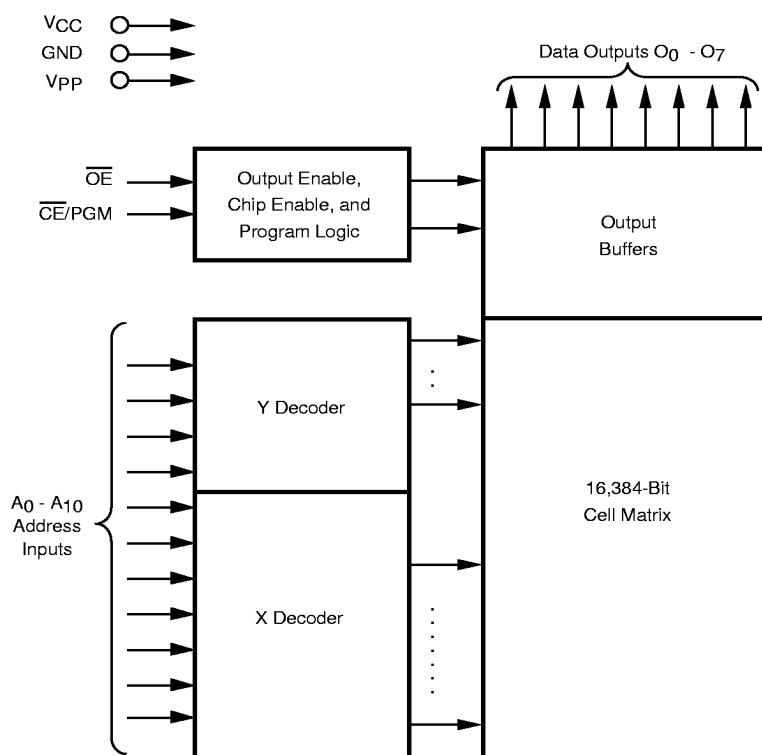 VCC
GND
VPP
Data Outputs O0 - O7
OE
CE/PGM
Output Enable,
Chip Enable, and
Program Logic
Output
Buffers
Y Decoder
A0 - A10
Address
Inputs
16,384-Bit
Cell Matrix
X Decoder